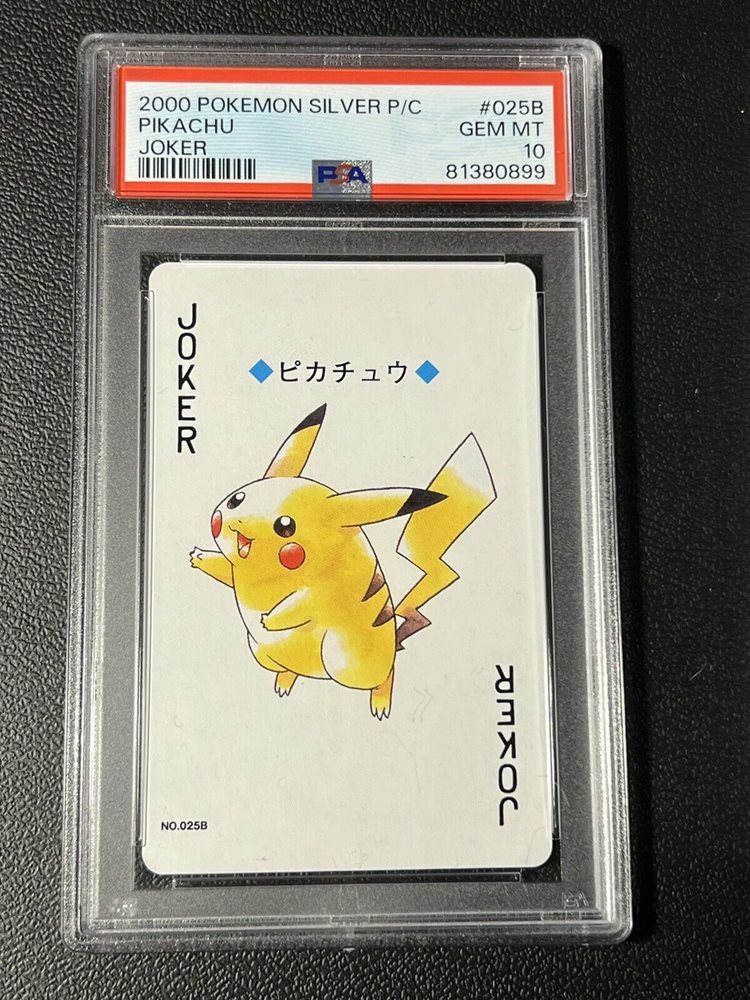 2000 POKEMON SILVER P/C #025B
PIKACHU GEM MT
JOKER 10
PSA 81380899
JOKER
◆ピカチュウ◆
JOKER
NO.025B